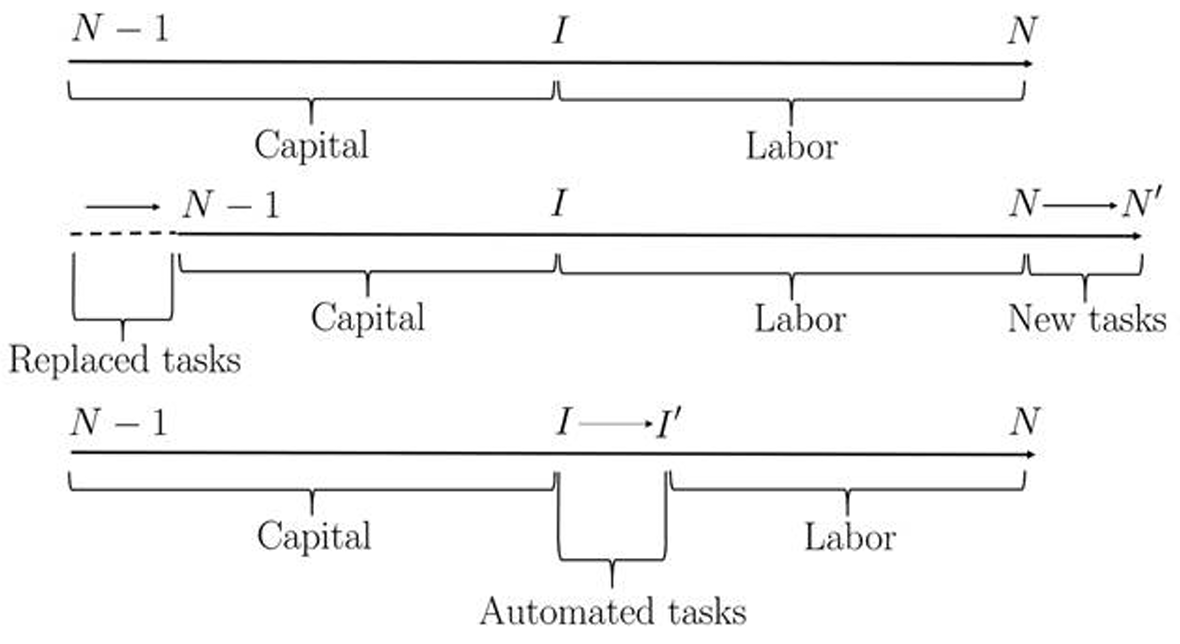 N − 1 I N
Capital Labor
N − 1 I N N′
Capital Labor New tasks
Replaced tasks
N − 1 I I′ N
Capital Labor
Automated tasks